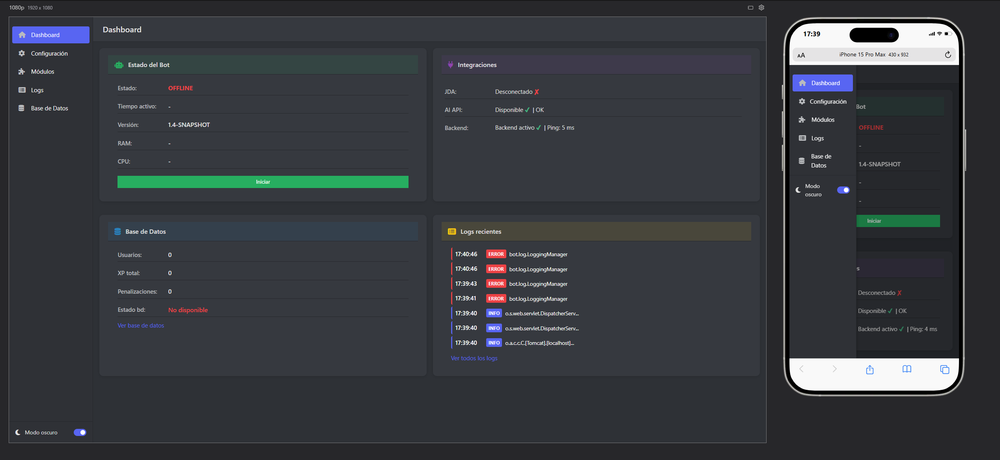 1080p 1920 x 1080
Dashboard
Configuración
Módulos
Logs
Base de Datos
Modo oscuro
Dashboard
Estado del Bot
Estado: OFFLINE
Tiempo activo: -
Versión: 1.4-SNAPSHOT
RAM: -
CPU: -
Iniciar
Integraciones
JDA: Desconectado ✘
AI API: Disponible ✔ | OK
Backend: Backend activo ✔ | Ping: 5 ms
Base de Datos
Usuarios: 0
XP total: 0
Penalizaciones: 0
Estado bd: No disponible
Ver base de datos
Logs recientes
17:40:46 ERROR bot.log.LoggingManager
17:40:46 ERROR bot.log.LoggingManager
17:39:43 ERROR bot.log.LoggingManager
17:39:41 ERROR bot.log.LoggingManager
17:39:40 INFO o.s.web.servlet.DispatcherServ...
17:39:40 INFO o.s.web.servlet.DispatcherServ...
17:39:40 INFO o.a.c.c.C.[Tomcat].[localhost]...
Ver todos los logs
17:39
AA iPhone 15 Pro Max 430 x 932
Dashboard
Configuración
Módulos
Logs
Base de
Datos
Modo
oscuro
Bot
OFFLINE
-
1.4-SNAPSHOT
-
-
Iniciar
s
Desconectado ✘
Disponible ✔ | OK
Backend activo ✔ | Ping: 4 ms